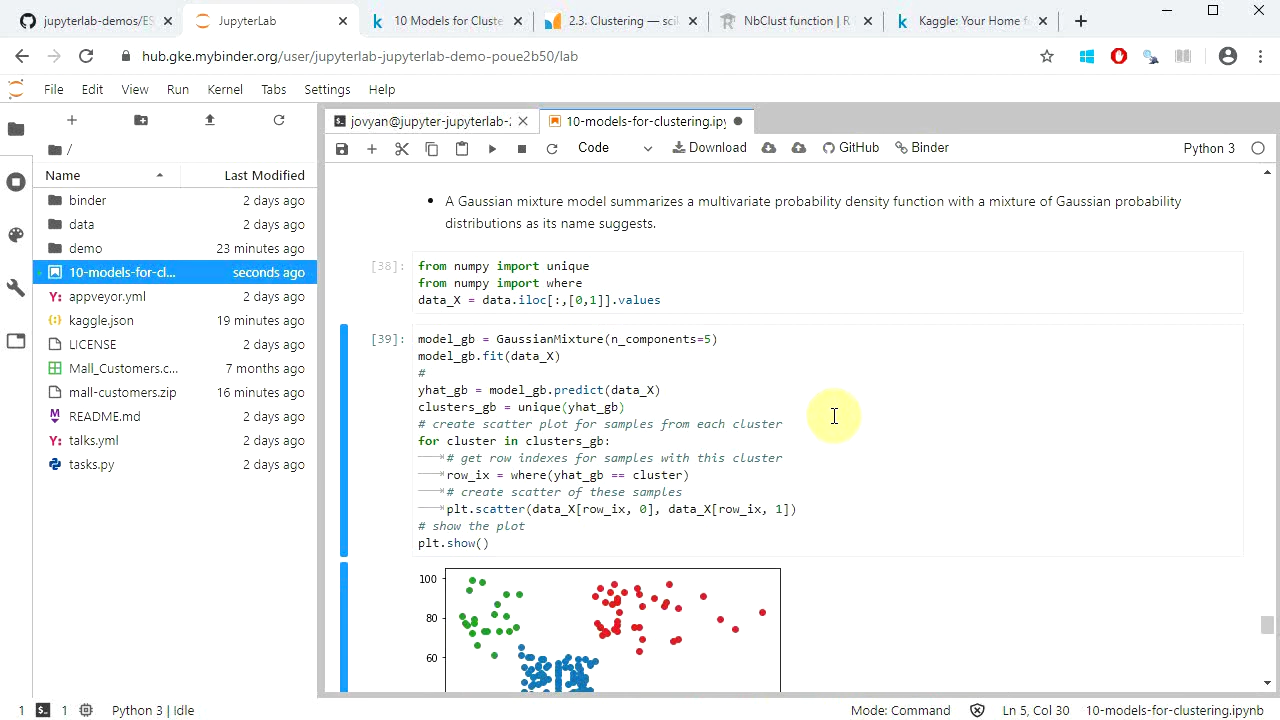 jupyterlab-demos/ES
JupyterLab
10 Models for Cluste
2.3. Clustering — sci
NbClust function | R
Kaggle: Your Home f
hub.gke.mybinder.org/user/jupyterlab-jupyterlab-demo-poue2b50/lab
File Edit View Run Kernel Tabs Settings Help
jovyan@jupyter-jupyterlab-
10-models-for-clustering.ipy
Code
Download
GitHub
Binder
Python 3
/
Name Last Modified
binder 2 days ago
data 2 days ago
demo 23 minutes ago
10-models-for-cl... seconds ago
appveyor.yml 2 days ago
kaggle.json 19 minutes ago
LICENSE 2 days ago
Mall_Customers.c... 7 months ago
mall-customers.zip 16 minutes ago
README.md 2 days ago
talks.yml 2 days ago
tasks.py 2 days ago
• A Gaussian mixture model summarizes a multivariate probability density function with a mixture of Gaussian probability
distributions as its name suggests.
[38]: from numpy import unique
from numpy import where
data_X = data.iloc[:,[0,1]].values
[39]: model_gb = GaussianMixture(n_components=5)
model_gb.fit(data_X)
#
yhat_gb = model_gb.predict(data_X)
clusters_gb = unique(yhat_gb)
# create scatter plot for samples from each cluster
for cluster in clusters_gb:
# get row indexes for samples with this cluster
row_ix = where(yhat_gb == cluster)
# create scatter of these samples
plt.scatter(data_X[row_ix, 0], data_X[row_ix, 1])
# show the plot
plt.show()
100
80
60
1 1 Python 3 | Idle
Mode: Command Ln 5, Col 30 10-models-for-clustering.ipynb